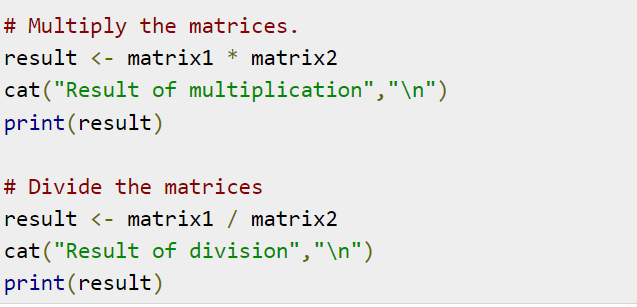 # Multiply the matrices.
result <- matrix1 * matrix2
cat("Result of multiplication","\n")
print(result)
# Divide the matrices
result <- matrix1 / matrix2
cat("Result of division","\n")
print(result)